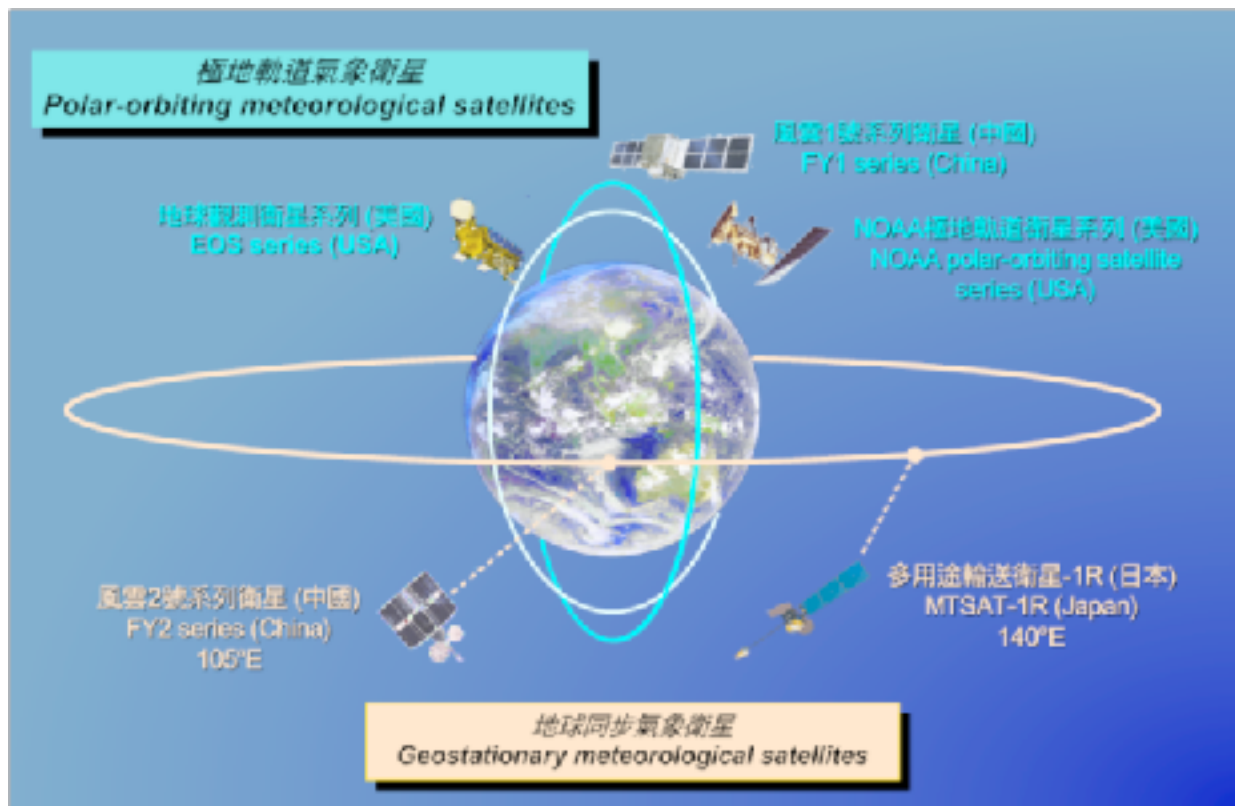 極地軌道氣象衛星
Polar-orbiting meteorological satellites
風雲1號系列衛星 (中國)
FY1 series (China)
地球觀測衛星系列 (美國)
EOS series (USA)
NOAA極地軌道衛星系列 (美國)
NOAA polar-orbiting satellite
series (USA)
風雲2號系列衛星 (中國)
FY2 series (China)
105°E
多用途輸送衛星-1R (日本)
MTSAT-1R (Japan)
140°E
地球同步氣象衛星
Geostationary meteorological satellites